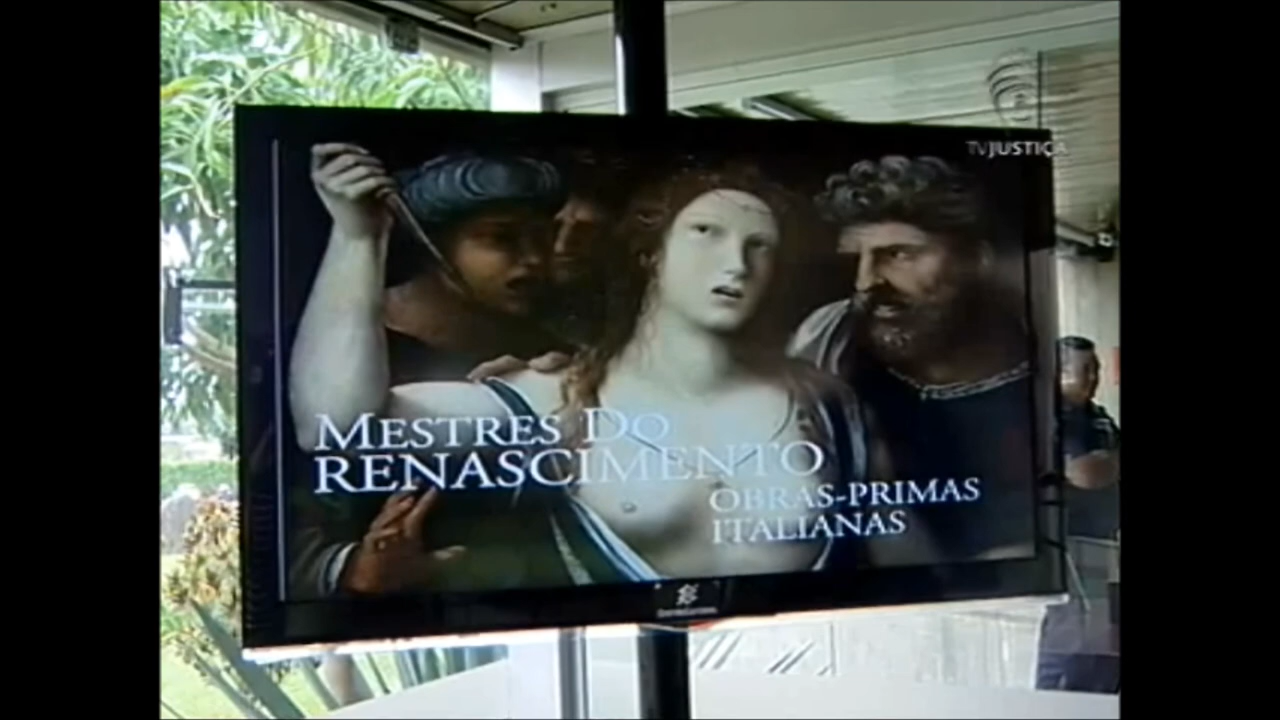 TVJUSTIÇA
MESTRES DO
RENASCIMENTO
OBRAS-PRIMAS
ITALIANAS